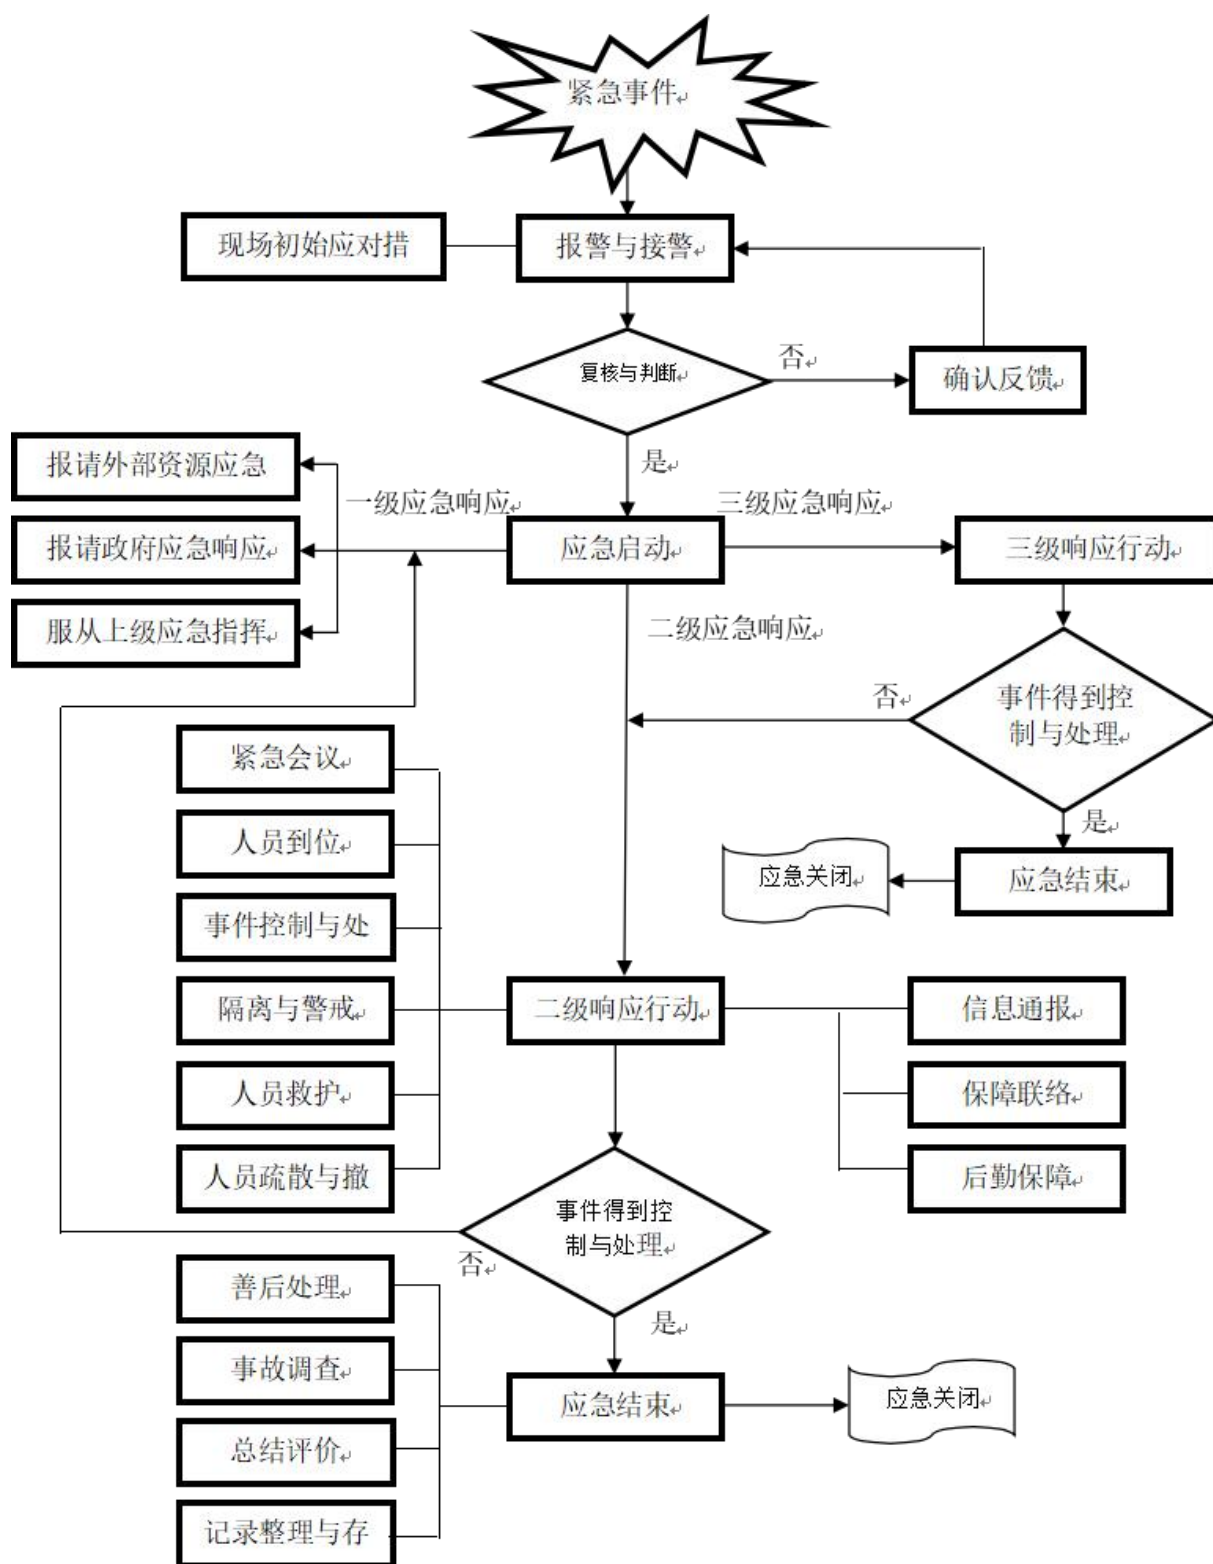 紧急事件
现场初始应对措
报警与接警
复核与判断
否
确认反馈
是
报请外部资源应急
一级应急响应
三级应急响应
报请政府应急响应
应急启动
三级响应行动
服从上级应急指挥
二级应急响应
否
事件得到控
制与处理
紧急会议
是
人员到位
应急关闭
应急结束
事件控制与处
隔离与警戒
二级响应行动
信息通报
人员救护
保障联络
人员疏散与撤
后勤保障
事件得到控
制与处理
否
善后处理
是
事故调查
应急结束
应急关闭
总结评价
记录整理与存